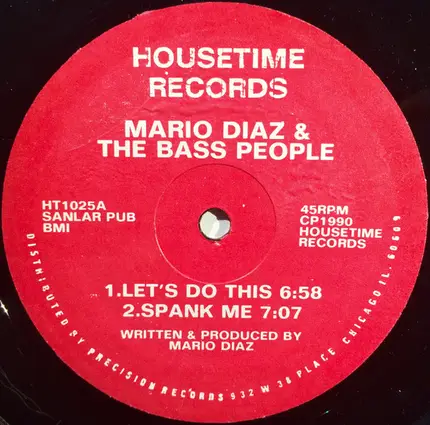 HOUSETIME
RECORDS
MARIO DIAZ &
THE BASS PEOPLE
HT1025A
SANLAR PUB
BMI
45RPM
CP1990
HOUSETIME
RECORDS
1.LET'S DO THIS 6:58
2.SPANK ME 7:07
WRITTEN & PRODUCED BY
MARIO DIAZ
DISTRIBUTED BY PRECISION RECORDS 932 W 38 PLACE CHICAGO IL. 60609